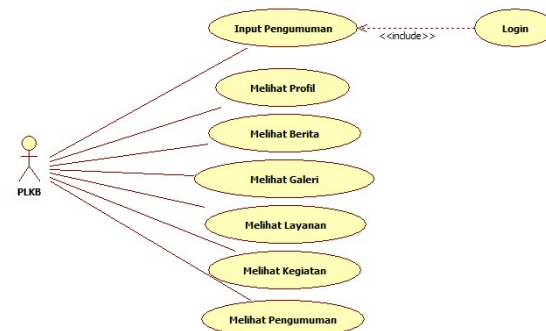 Input Pengumuman
<<include>>
Login
Melihat Profil
Melihat Berita
Melihat Galeri
PLKB
Melihat Layanan
Melihat Kegiatan
Melihat Pengumuman